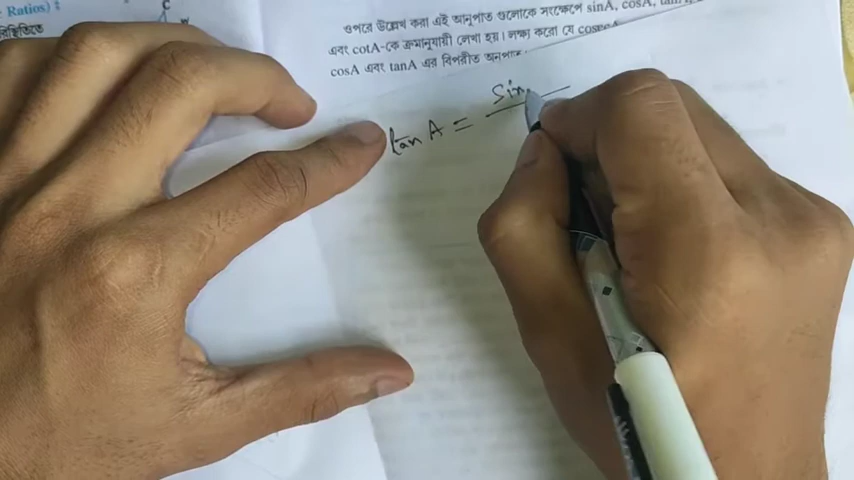 Ratios) :
রিস্থিতিতে
C
ওপরে উল্লেখ করা এই আনুপাত গুলোকে সংক্ষেপে sinA, cosA,
এবং cotA-কে ক্রমানুযায়ী লেখা হয়। লক্ষ্য করো যে
cosA এবং tanA এর বিপরীত
tan A = sin